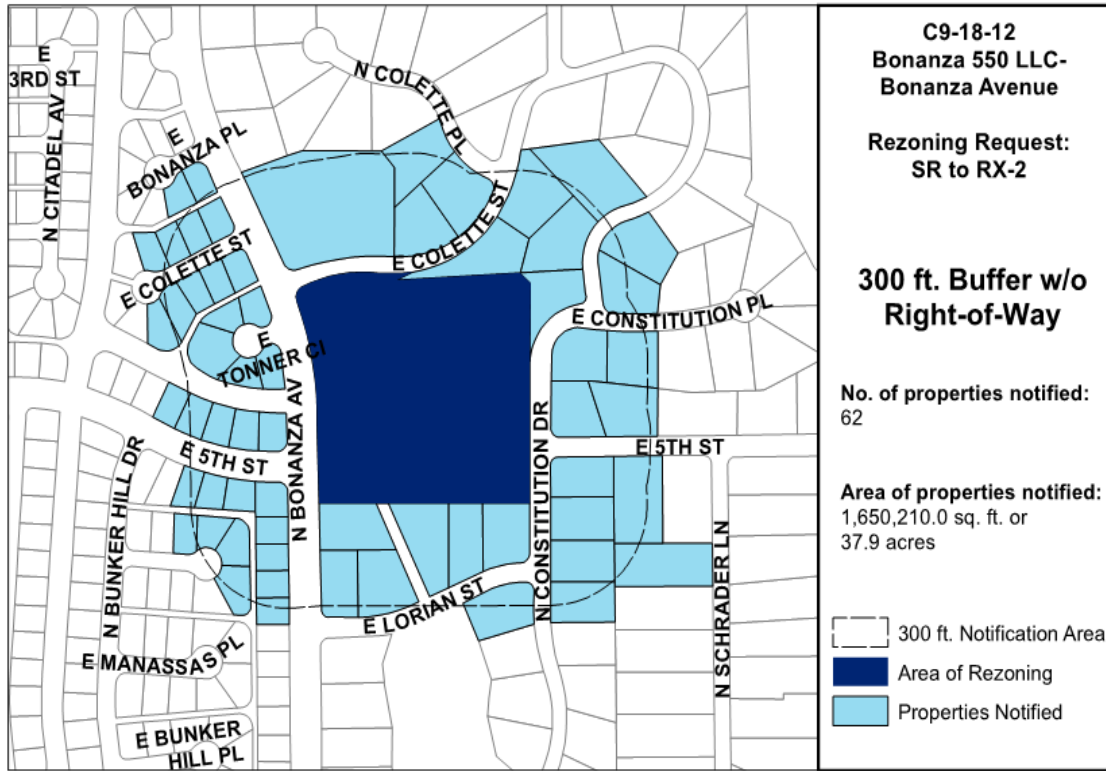 E
3RD ST
N CITADEL AV
E
BONANZA PL
N COLETTE PL
E COLETTE ST
E COLETTE ST
E
TONNER CI
E CONSTITUTION PL
N BONANZA AV
E 5TH ST
N CONSTITUTION DR
E 5TH ST
N BUNKER HILL DR
E LORIAN ST
N SCHRADER LN
E MANASSAS PL
E BUNKER
HILL PL
C9-18-12
Bonanza 550 LLC-
Bonanza Avenue
Rezoning Request:
SR to RX-2
300 ft. Buffer w/o
Right-of-Way
No. of properties notified:
62
Area of properties notified:
1,650,210.0 sq. ft. or
37.9 acres
300 ft. Notification Area
Area of Rezoning
Properties Notified